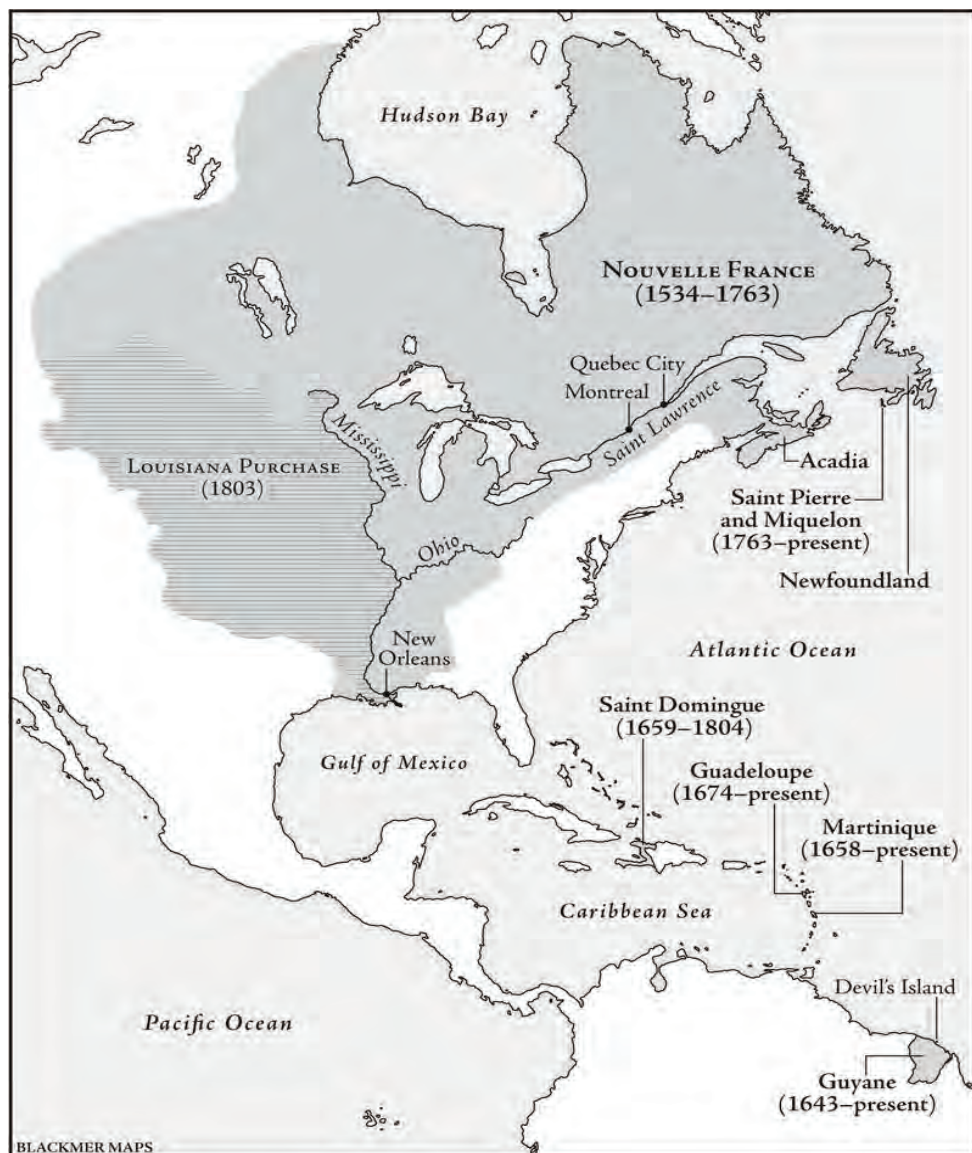 Hudson Bay
NOUVELLE FRANCE
(1534–1763)
Quebec City
Montreal
Saint Lawrence
Mississippi
LOUISIANA PURCHASE
(1803)
Acadia
Saint Pierre
and Miquelon
(1763–present)
Ohio
Newfoundland
New
Orleans
Atlantic Ocean
Saint Domingue
(1659–1804)
Gulf of Mexico
Guadeloupe
(1674–present)
Martinique
(1658–present)
Caribbean Sea
Devil's Island
Pacific Ocean
Guyane
(1643–present)
BLACKMER MAPS